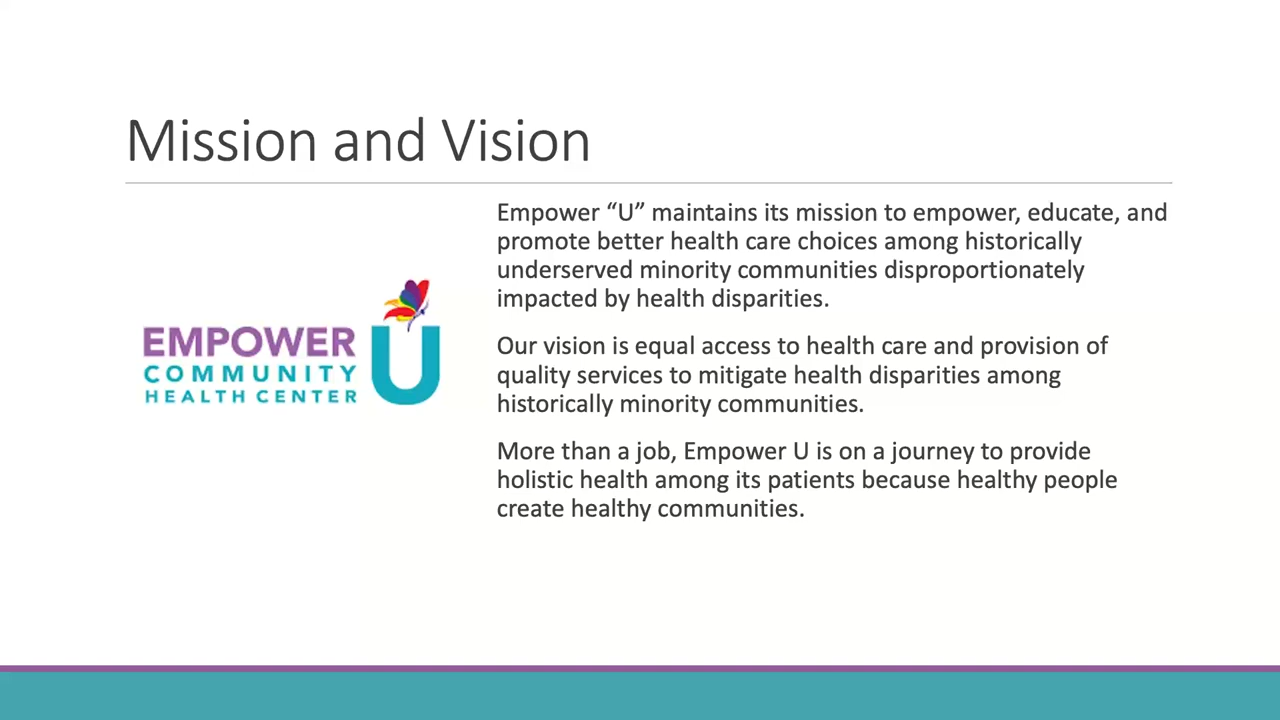 Mission and Vision
EMPOWER
COMMUNITY
HEALTH CENTER
U
Empower “U” maintains its mission to empower, educate, and
promote better health care choices among historically
underserved minority communities disproportionately
impacted by health disparities.
Our vision is equal access to health care and provision of
quality services to mitigate health disparities among
historically minority communities.
More than a job, Empower U is on a journey to provide
holistic health among its patients because healthy people
create healthy communities.